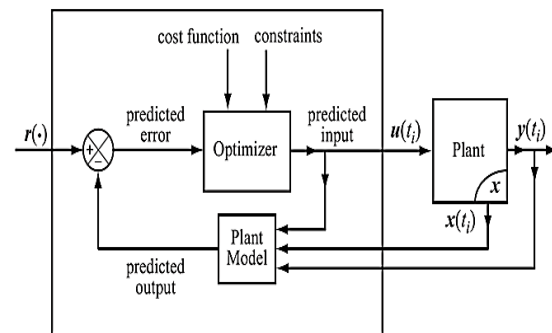 cost function
constraints
r(·)
+
−
predicted
error
Optimizer
predicted
input
u(tᵢ)
Plant
x
y(tᵢ)
x(tᵢ)
Plant
Model
predicted
output